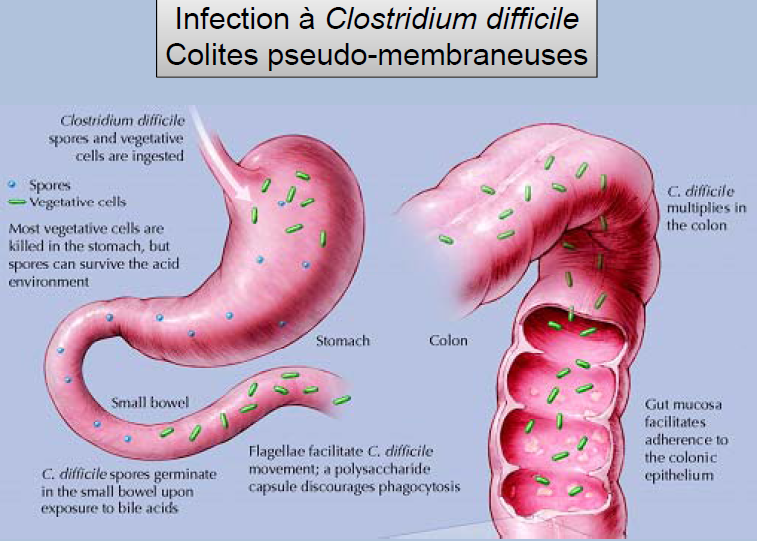 Infection à Clostridium difficile
Colites pseudo-membraneuses
Clostridium difficile
spores and vegetative
cells are ingested
Spores
Vegetative cells
Most vegetative cells are
killed in the stomach, but
spores can survive the acid
environment
Stomach
Small bowel
C. difficile spores germinate
in the small bowel upon
exposure to bile acids
Flagellae facilitate C. difficile
movement; a polysaccharide
capsule discourages phagocytosis
Colon
C. difficile
multiplies in
the colon
Gut mucosa
facilitates
adherence to
the colonic
epithelium